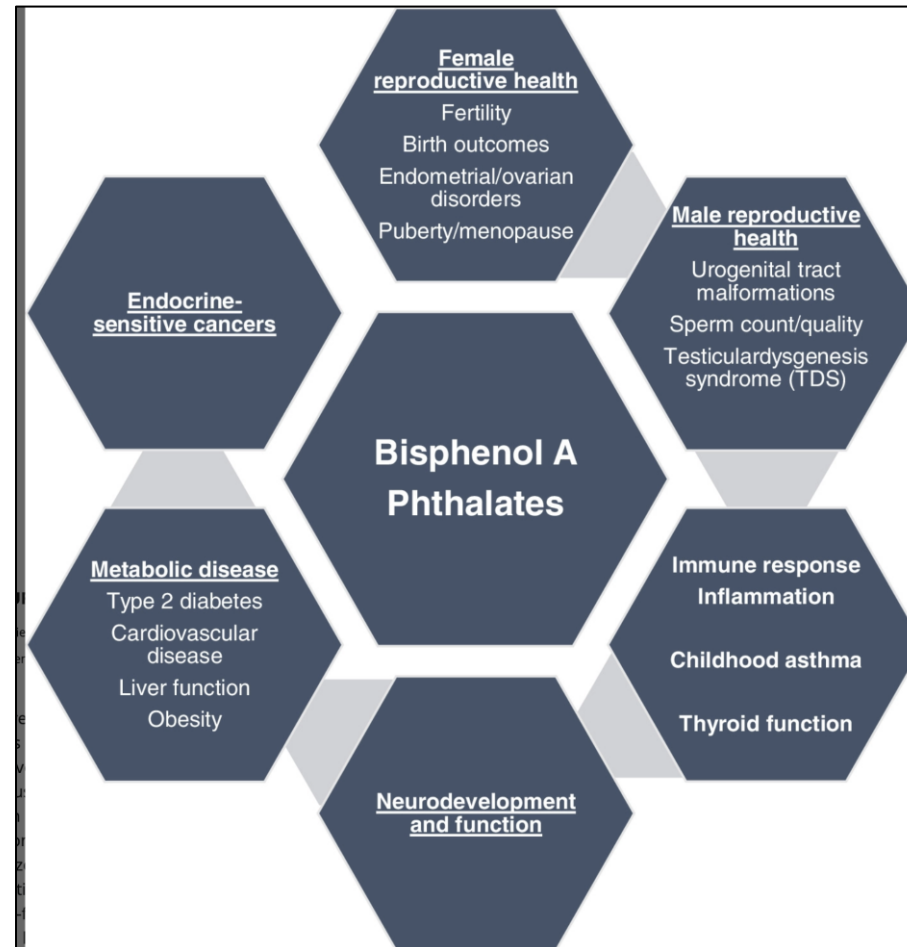 Female
reproductive health
Fertility
Birth outcomes
Endometrial/ovarian
disorders
Puberty/menopause
Male reproductive
health
Urogenital tract
malformations
Sperm count/quality
Testiculardysgenesis
syndrome (TDS)
Endocrine-
sensitive cancers
Bisphenol A
Phthalates
Metabolic disease
Type 2 diabetes
Cardiovascular
disease
Liver function
Obesity
Immune response
Inflammation
Childhood asthma
Thyroid function
Neurodevelopment
and function